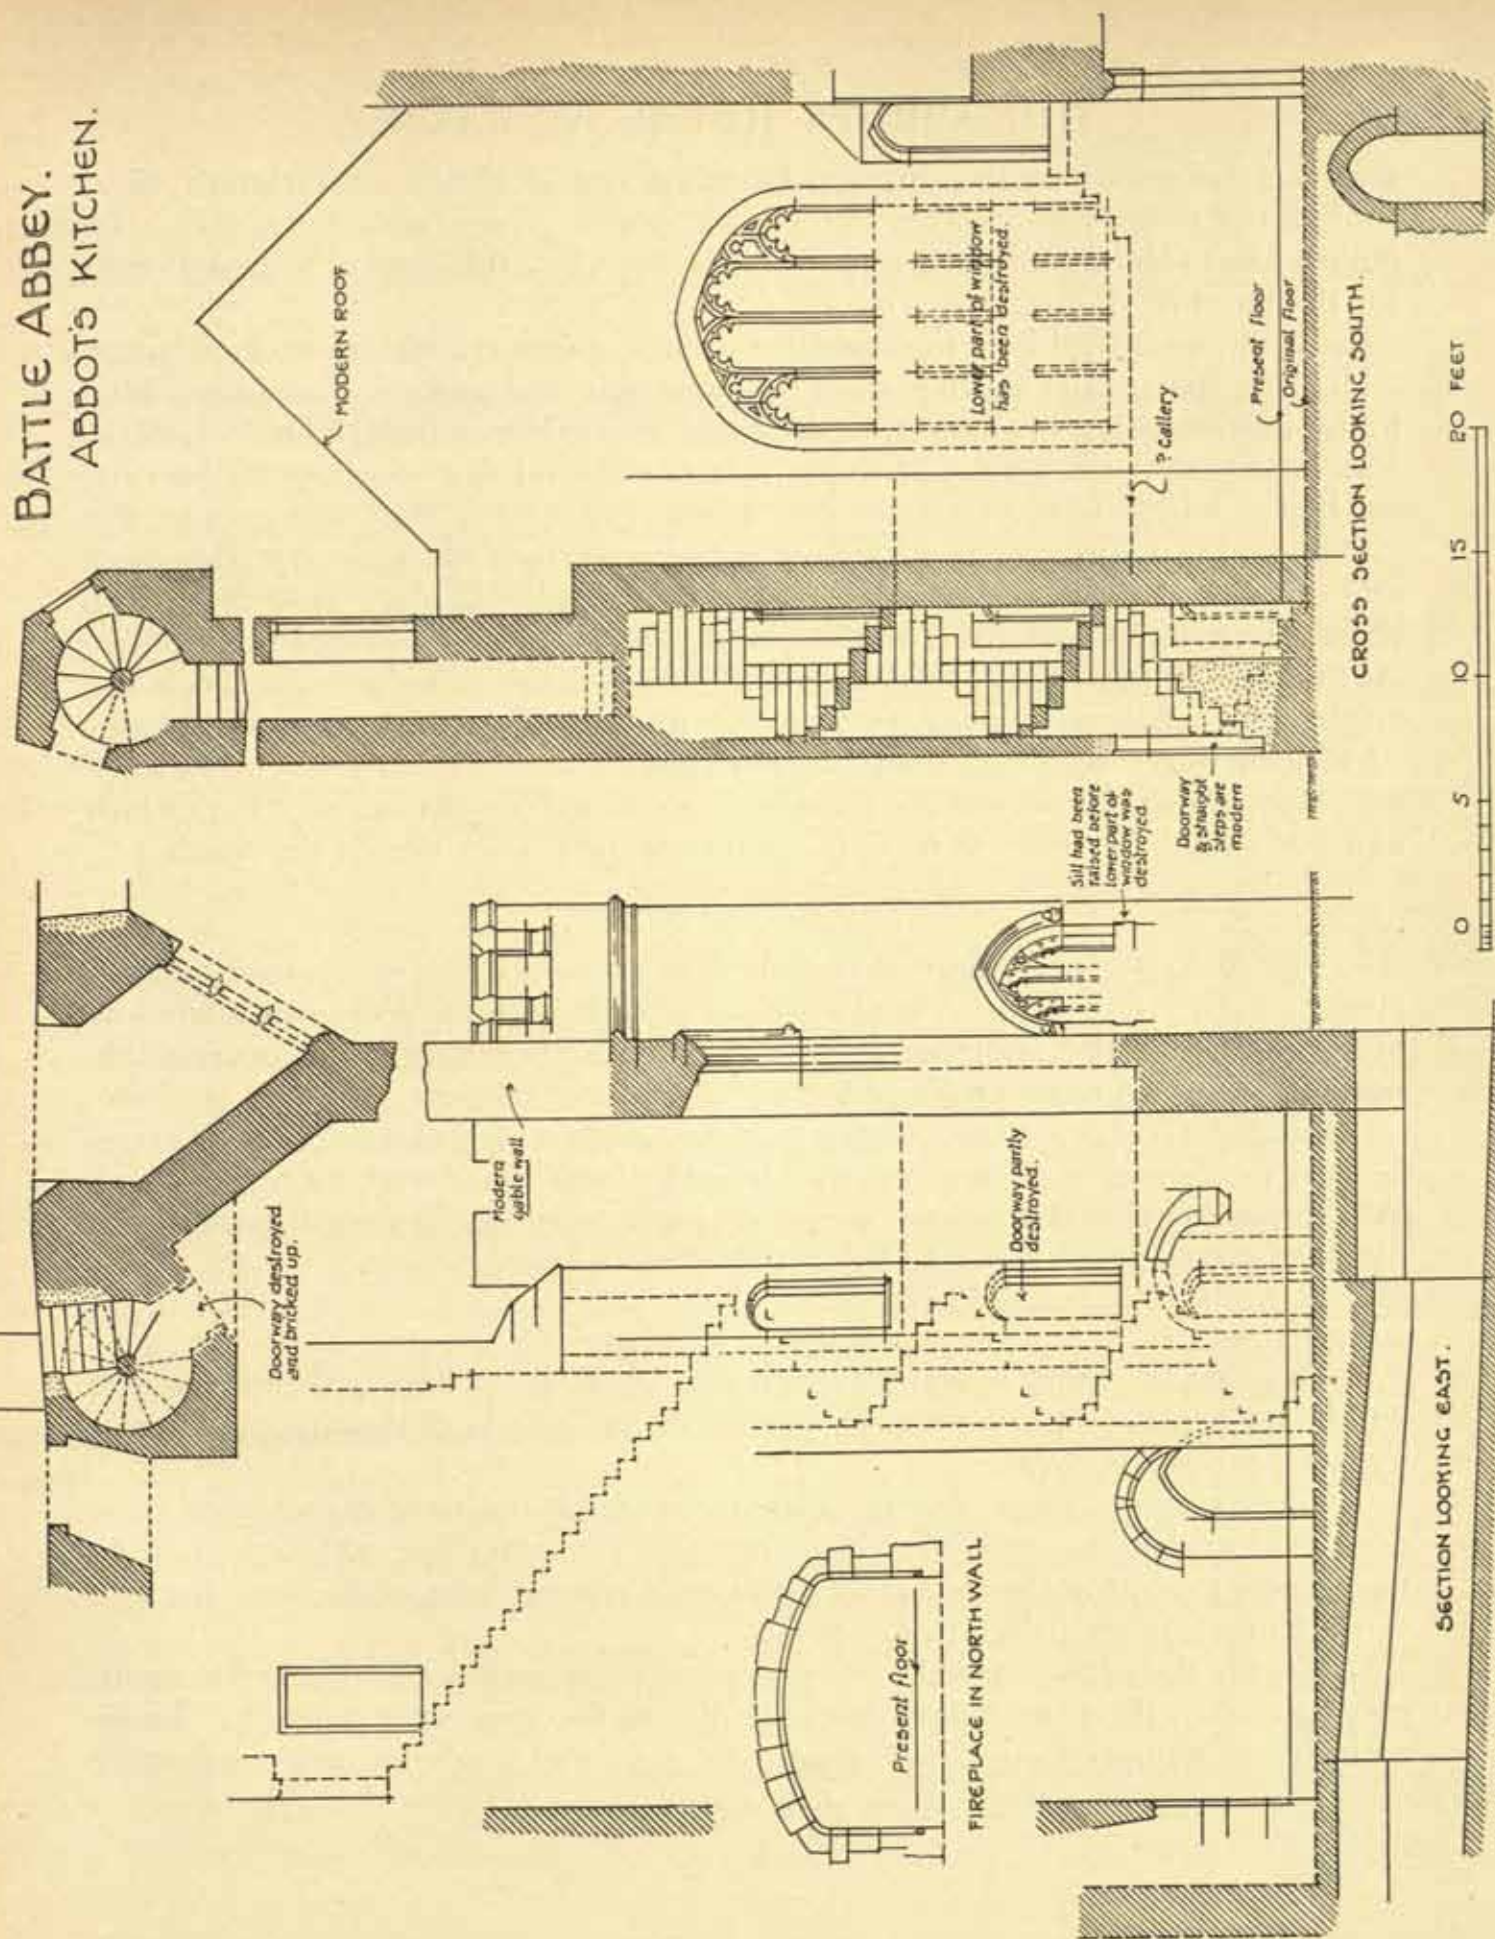 BATTLE ABBEY.
ABBOT'S KITCHEN.
MODERN ROOF
Lower part of window
has been destroyed.
? Gallery
Present floor
Original floor
CROSS SECTION LOOKING SOUTH.
Doorway destroyed
and bricked up.
Modern
gable wall
Doorway partly
destroyed.
Sill had been
raised before
lower part of
window was
destroyed
Doorway
& straight
steps are
modern
Present floor
FIREPLACE IN NORTH WALL
SECTION LOOKING EAST.
0 5 10 15 20 FEET